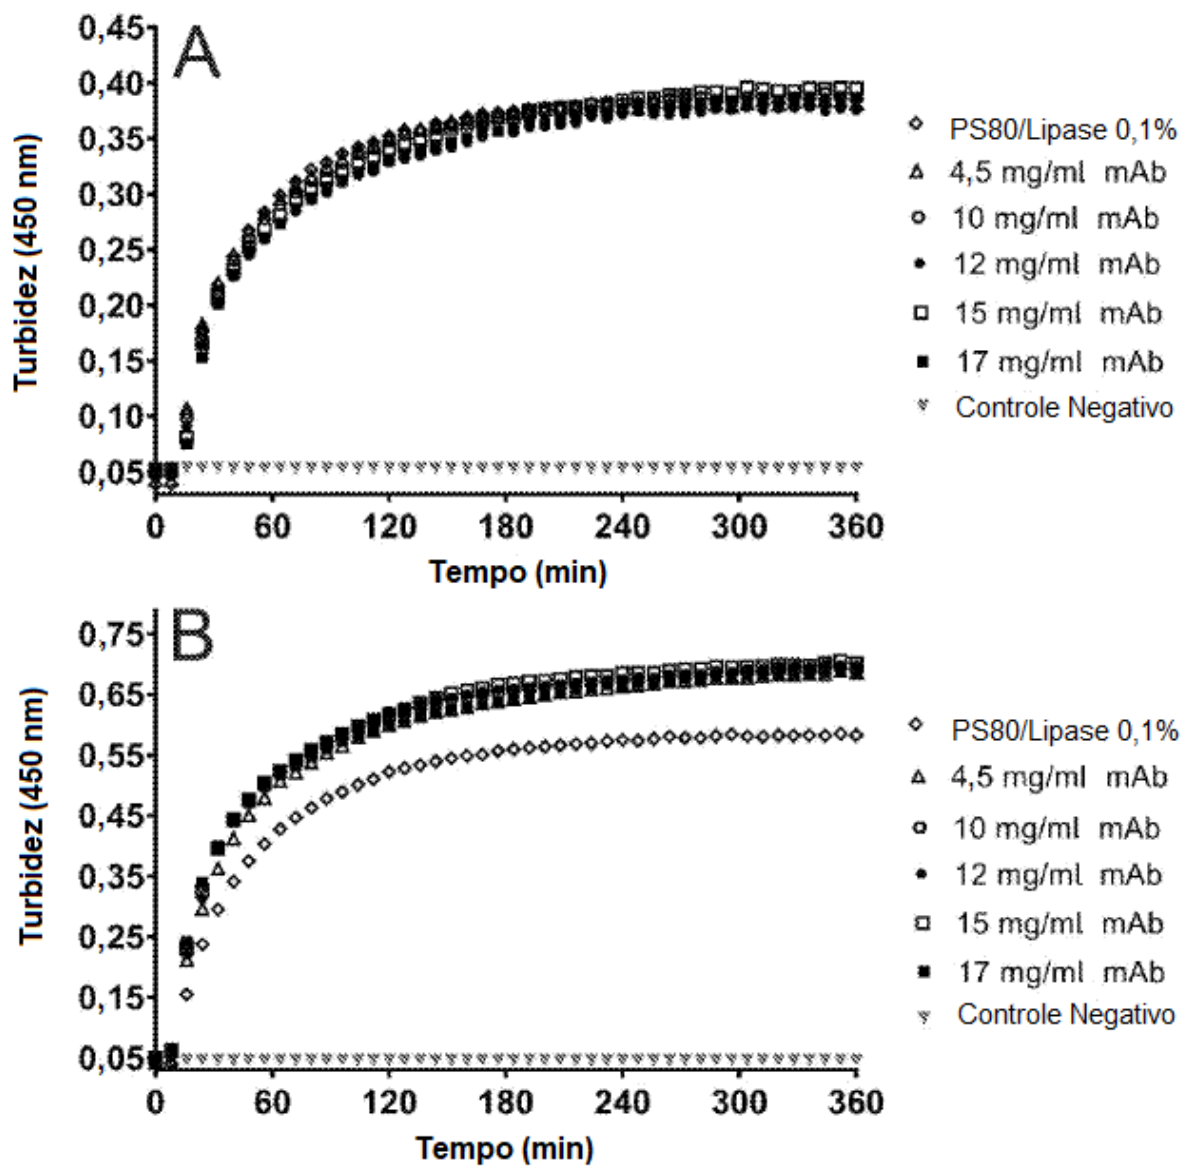 A
0,45
0,40
0,35
0,30
0,25
0,20
0,15
0,10
0,05
Turbidez (450 nm)
0 60 120 180 240 300 360
Tempo (min)
PS80/Lipase 0,1%
4,5 mg/ml mAb
10 mg/ml mAb
12 mg/ml mAb
15 mg/ml mAb
17 mg/ml mAb
Controle Negativo
B
0,75
0,65
0,55
0,45
0,35
0,25
0,15
0,05
Turbidez (450 nm)
0 60 120 180 240 300 360
Tempo (min)
PS80/Lipase 0,1%
4,5 mg/ml mAb
10 mg/ml mAb
12 mg/ml mAb
15 mg/ml mAb
17 mg/ml mAb
Controle Negativo